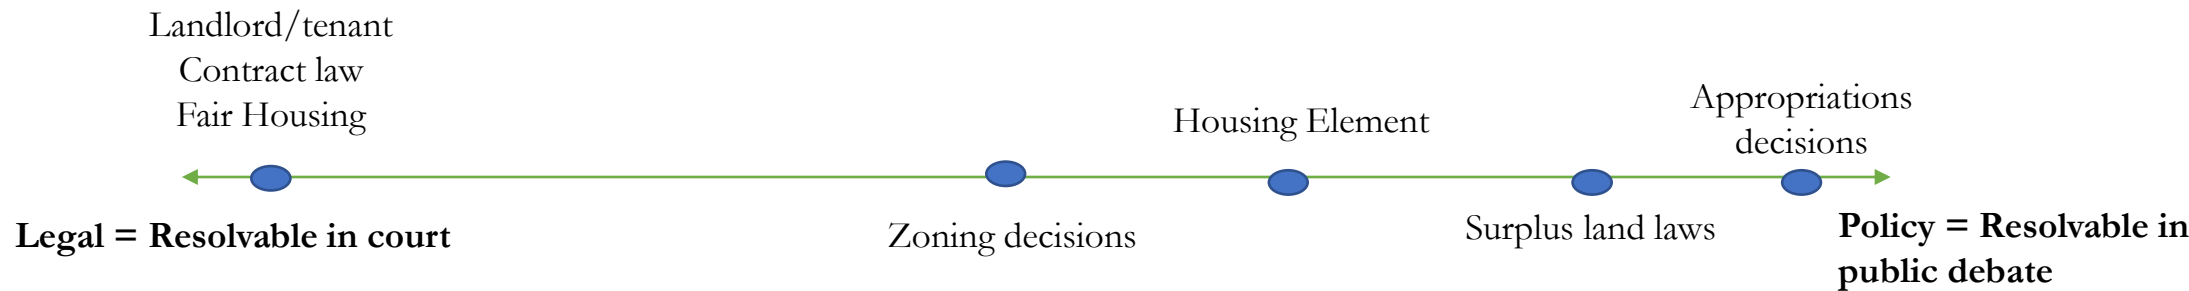 Landlord/tenant
Contract law
Fair Housing
Housing Element
Appropriations
decisions
Legal = Resolvable in court
Zoning decisions
Surplus land laws
Policy = Resolvable in
public debate